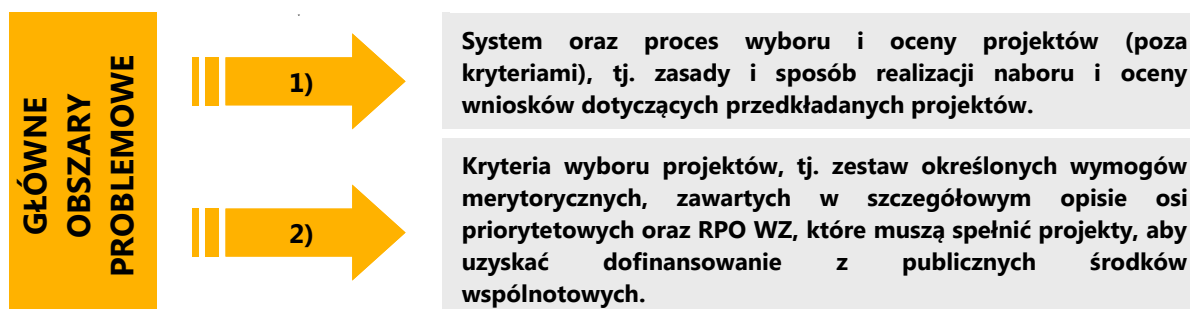 GŁÓWNE
OBSZARY
PROBLEMOWE
1)
System oraz proces wyboru i oceny projektów (poza
kryteriami), tj. zasady i sposób realizacji naboru i oceny
wniosków dotyczących przedkładanych projektów.
2)
Kryteria wyboru projektów, tj. zestaw określonych wymogów
merytorycznych, zawartych w szczegółowym opisie osi
priorytetowych oraz RPO WZ, które muszą spełnić projekty, aby
uzyskać dofinansowanie z publicznych środków
wspólnotowych.